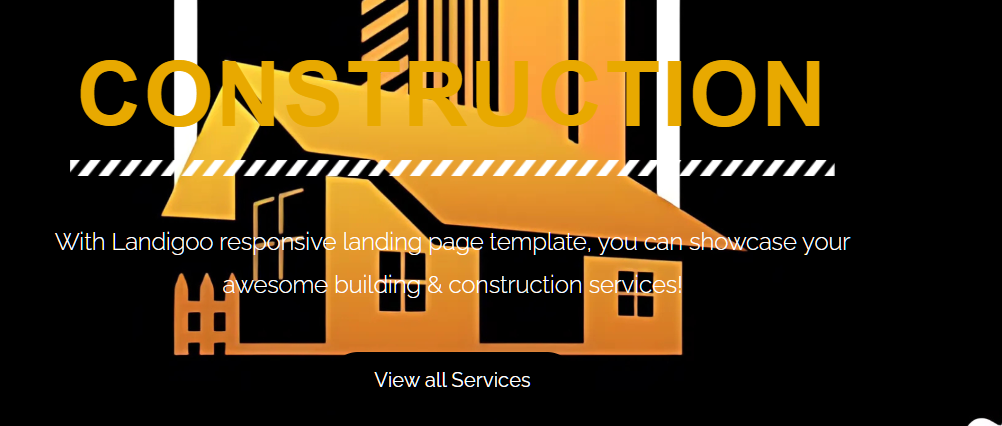 CONSTRUCTION
With Landigoo responsive landing page template, you can showcase your
awesome building & construction services!
View all Services